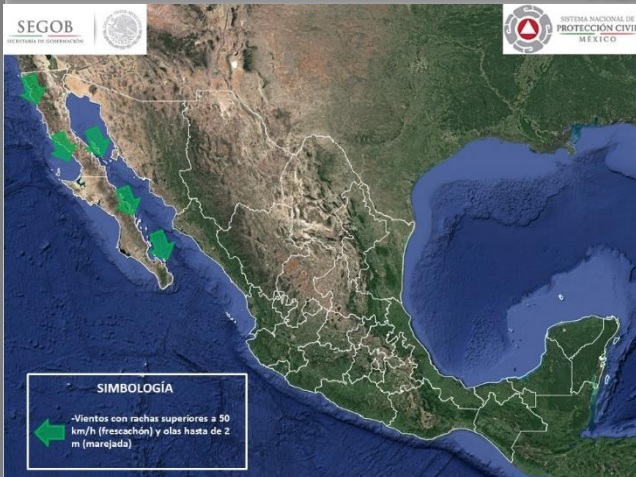 SEGOB
SECRETARÍA DE GOBERNACIÓN
SISTEMA NACIONAL DE
PROTECCIÓN CIVIL
MÉXICO
SIMBOLOGÍA
-Vientos con rachas superiores a 50
km/h (frescachón) y olas hasta de 2
m (marejada)